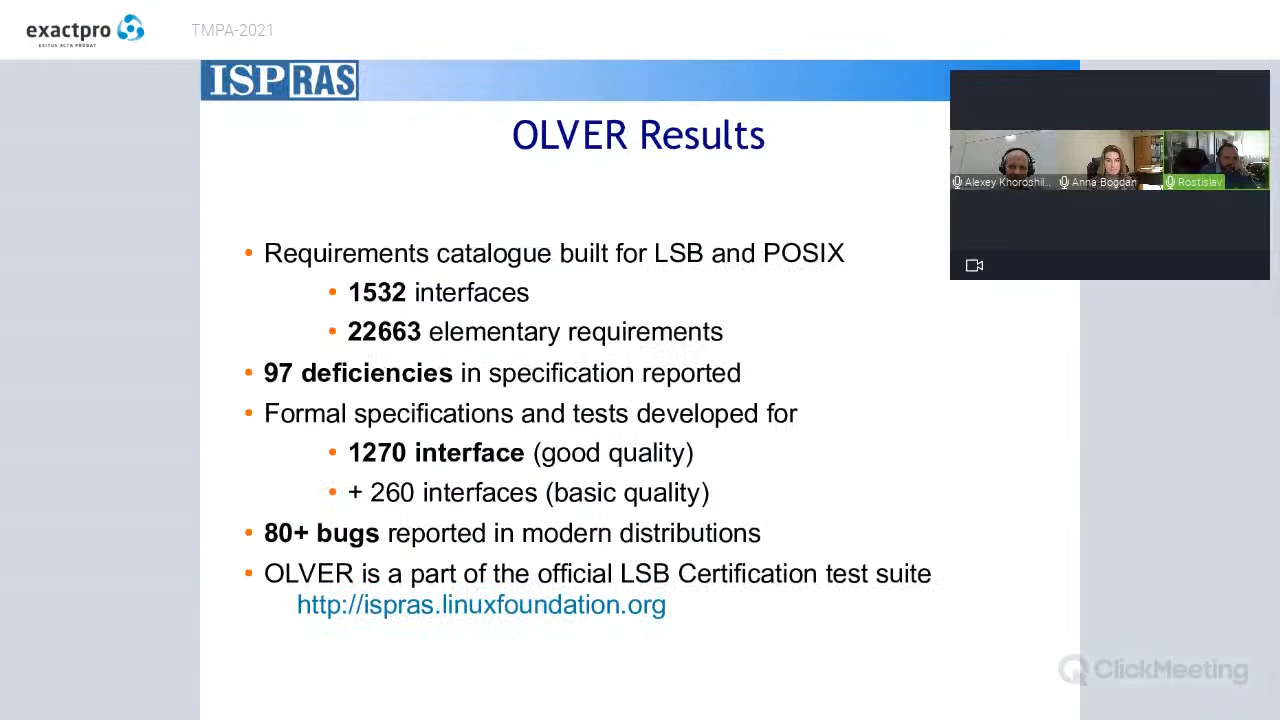 exactpro
EXITUS ACTA PROBAT
TMPA-2021
ISPRAS
OLVER Results
Alexey Khoroshil...
Anna Bogdan
Rostislav
• Requirements catalogue built for LSB and POSIX
• 1532 interfaces
• 22663 elementary requirements
• 97 deficiencies in specification reported
• Formal specifications and tests developed for
• 1270 interface (good quality)
• + 260 interfaces (basic quality)
• 80+ bugs reported in modern distributions
• OLVER is a part of the official LSB Certification test suite
http://ispras.linuxfoundation.org
ClickMeeting